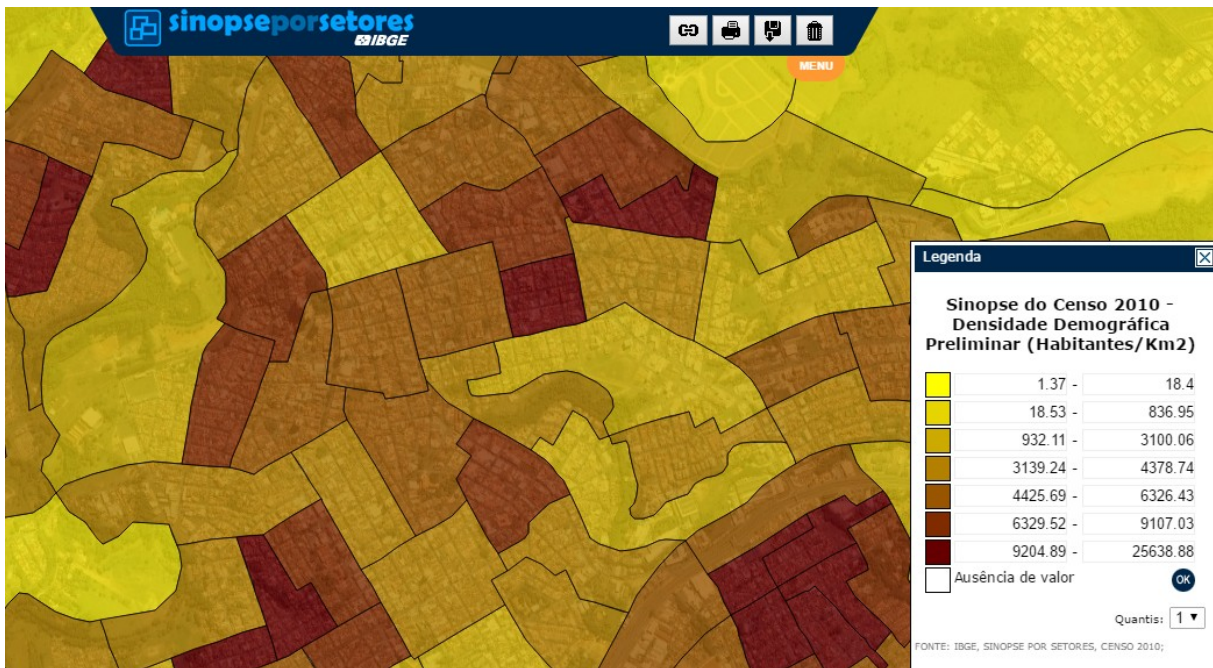 sinopseporsetores
IBGE
MENU
Legenda
Sinopse do Censo 2010 -
Densidade Demográfica
Preliminar (Habitantes/Km2)
1.37 - 18.4
18.53 - 836.95
932.11 - 3100.06
3139.24 - 4378.74
4425.69 - 6326.43
6329.52 - 9107.03
9204.89 - 25638.88
Ausência de valor OK
Quantis: 1
FONTE: IBGE, SINOPSE POR SETORES, CENSO 2010;